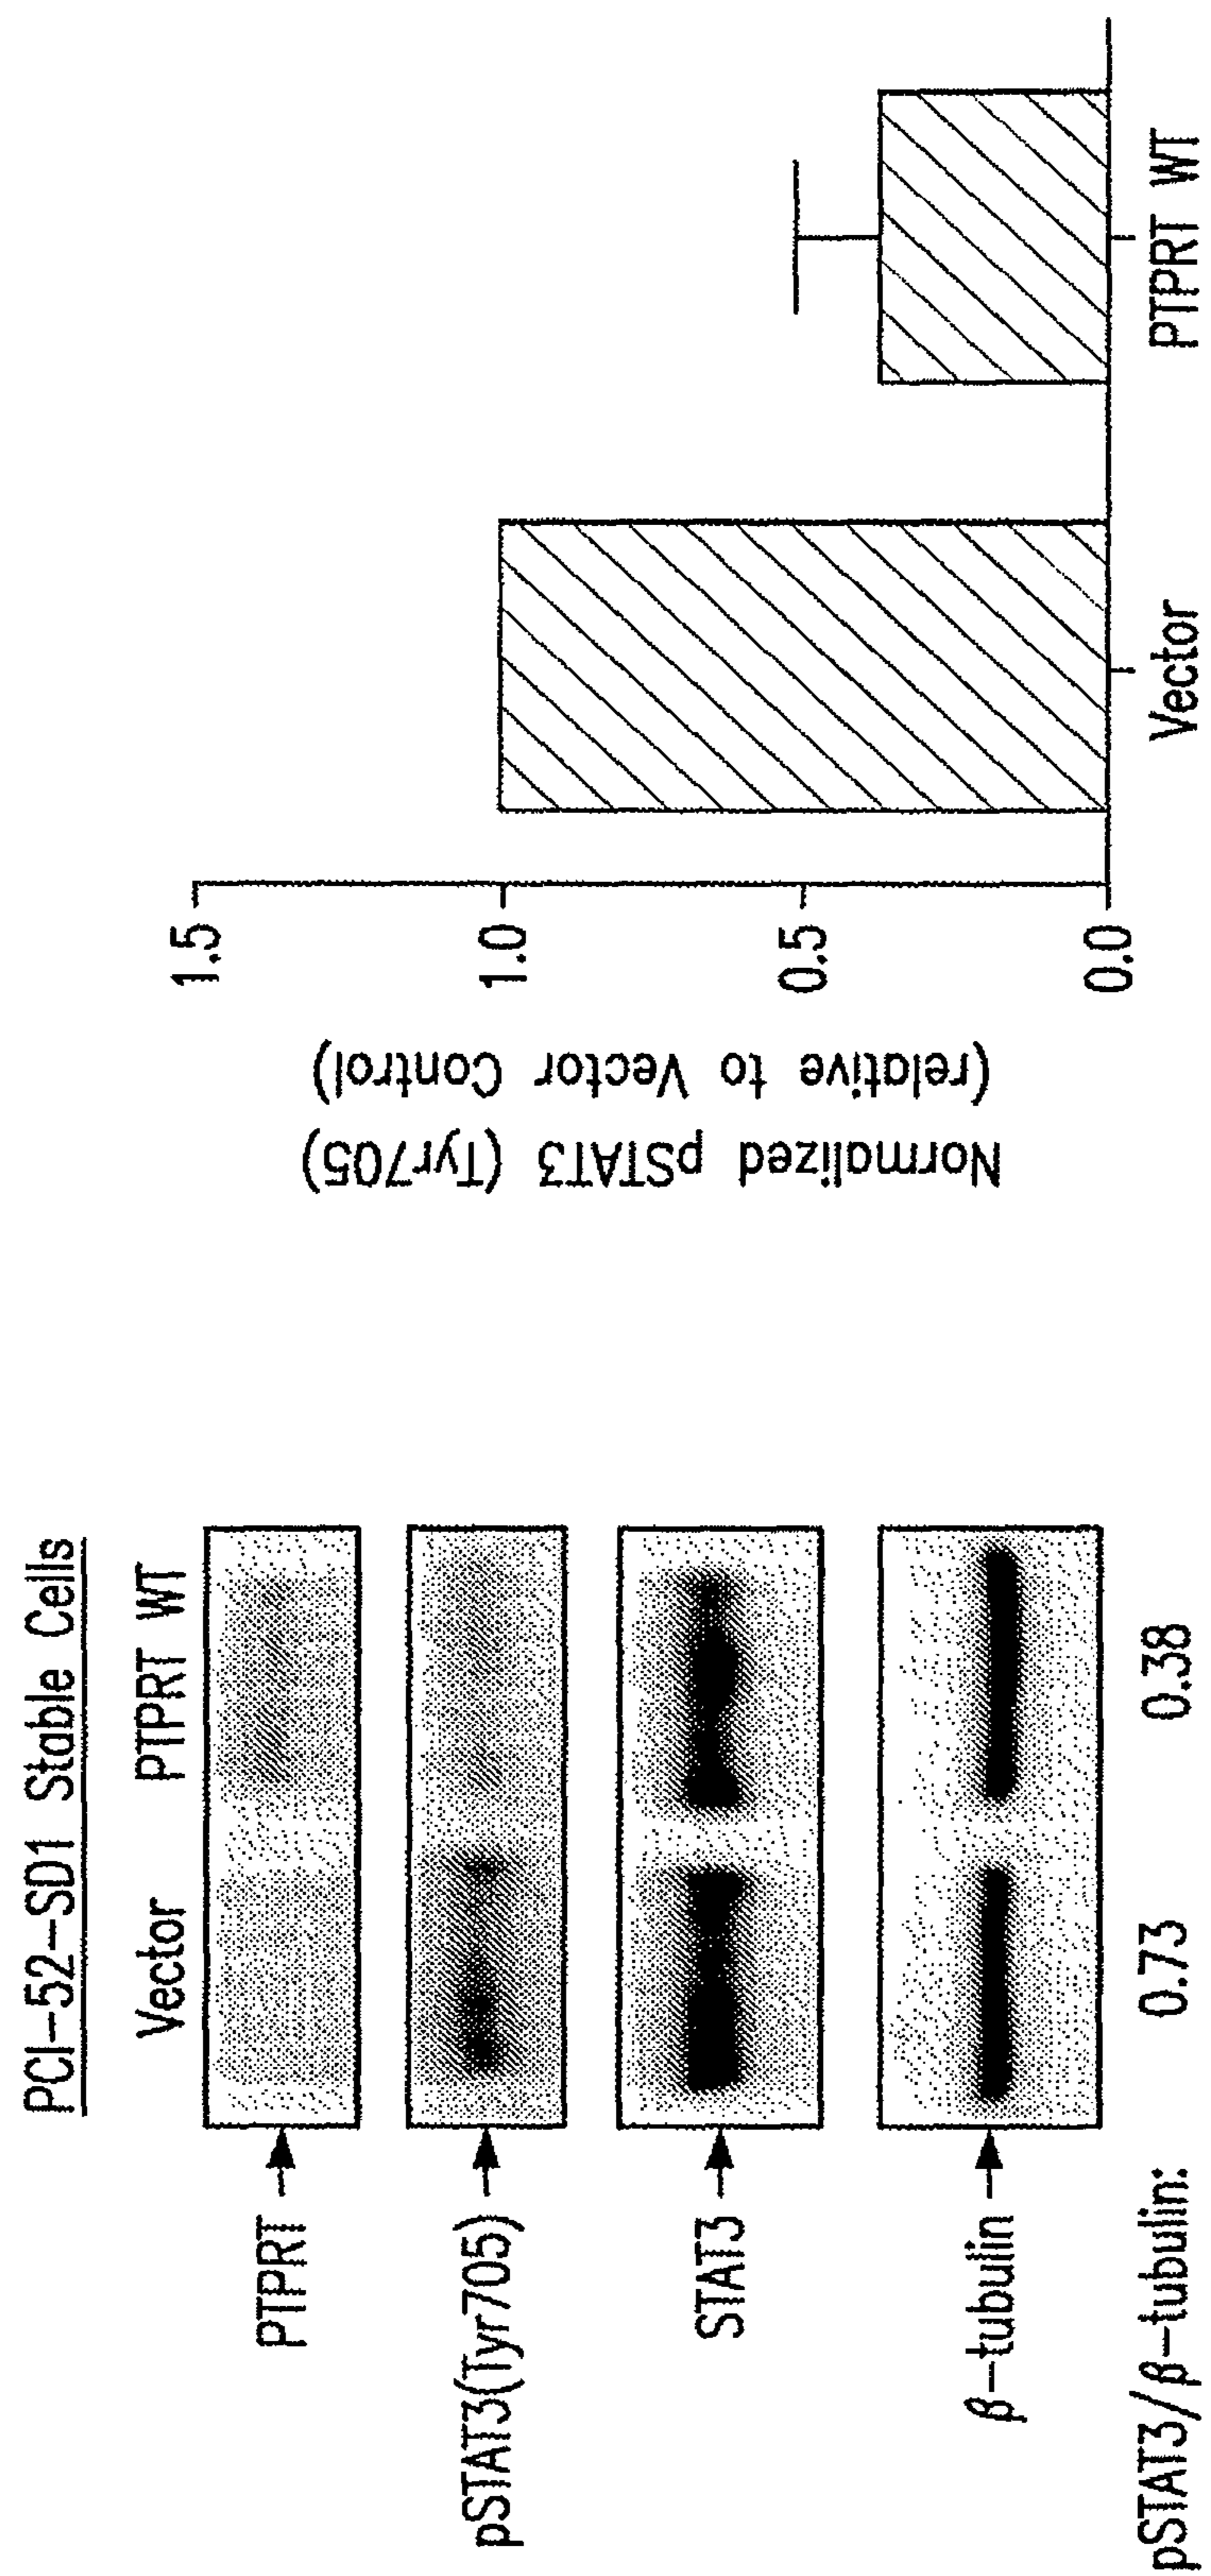 PCI-52-SD1 Stable Cells
Vector PTPRT WT
PTPRT
pSTAT3(Tyr705)
STAT3
β-tubulin
pSTAT3/β-tubulin: 0.73 0.38
Normalized pSTAT3 (Tyr705)
(relative to Vector Control)
1.5
1.0
0.5
0.0
Vector PTPRT WT